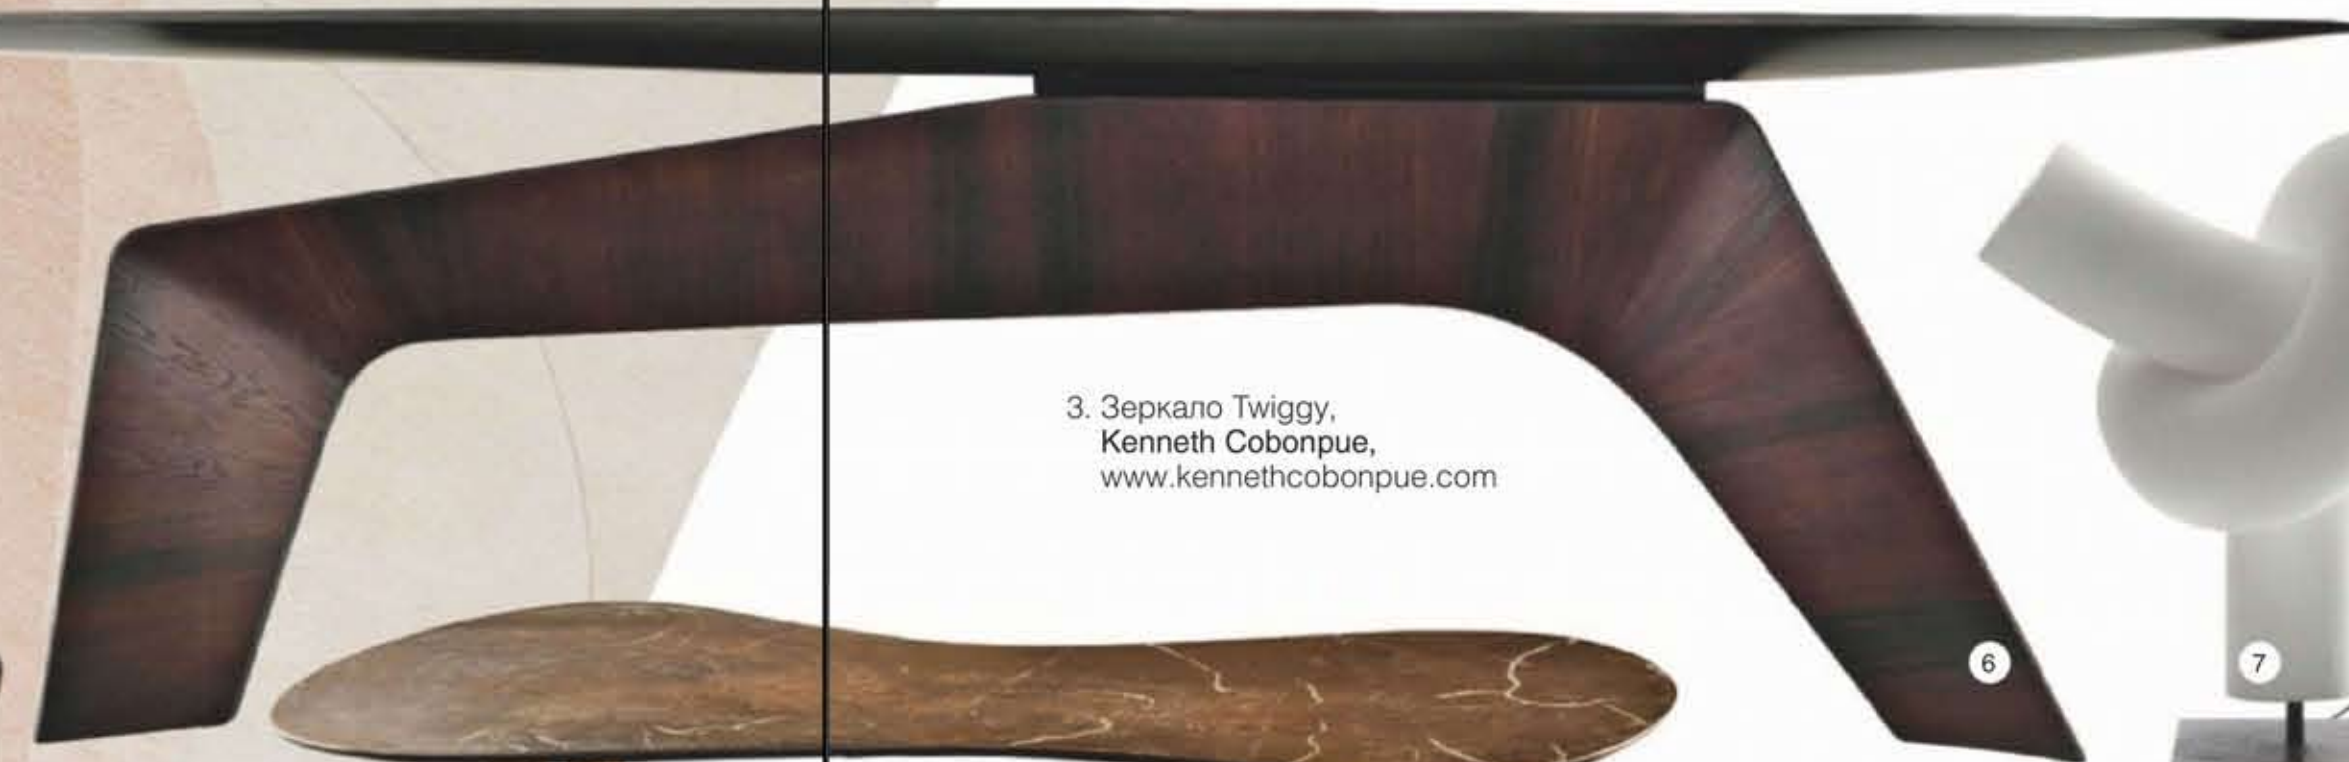 3. Зеркало Twiggy,
Kenneth Cobonpue,
www.kennethcobonpue.com
6
7